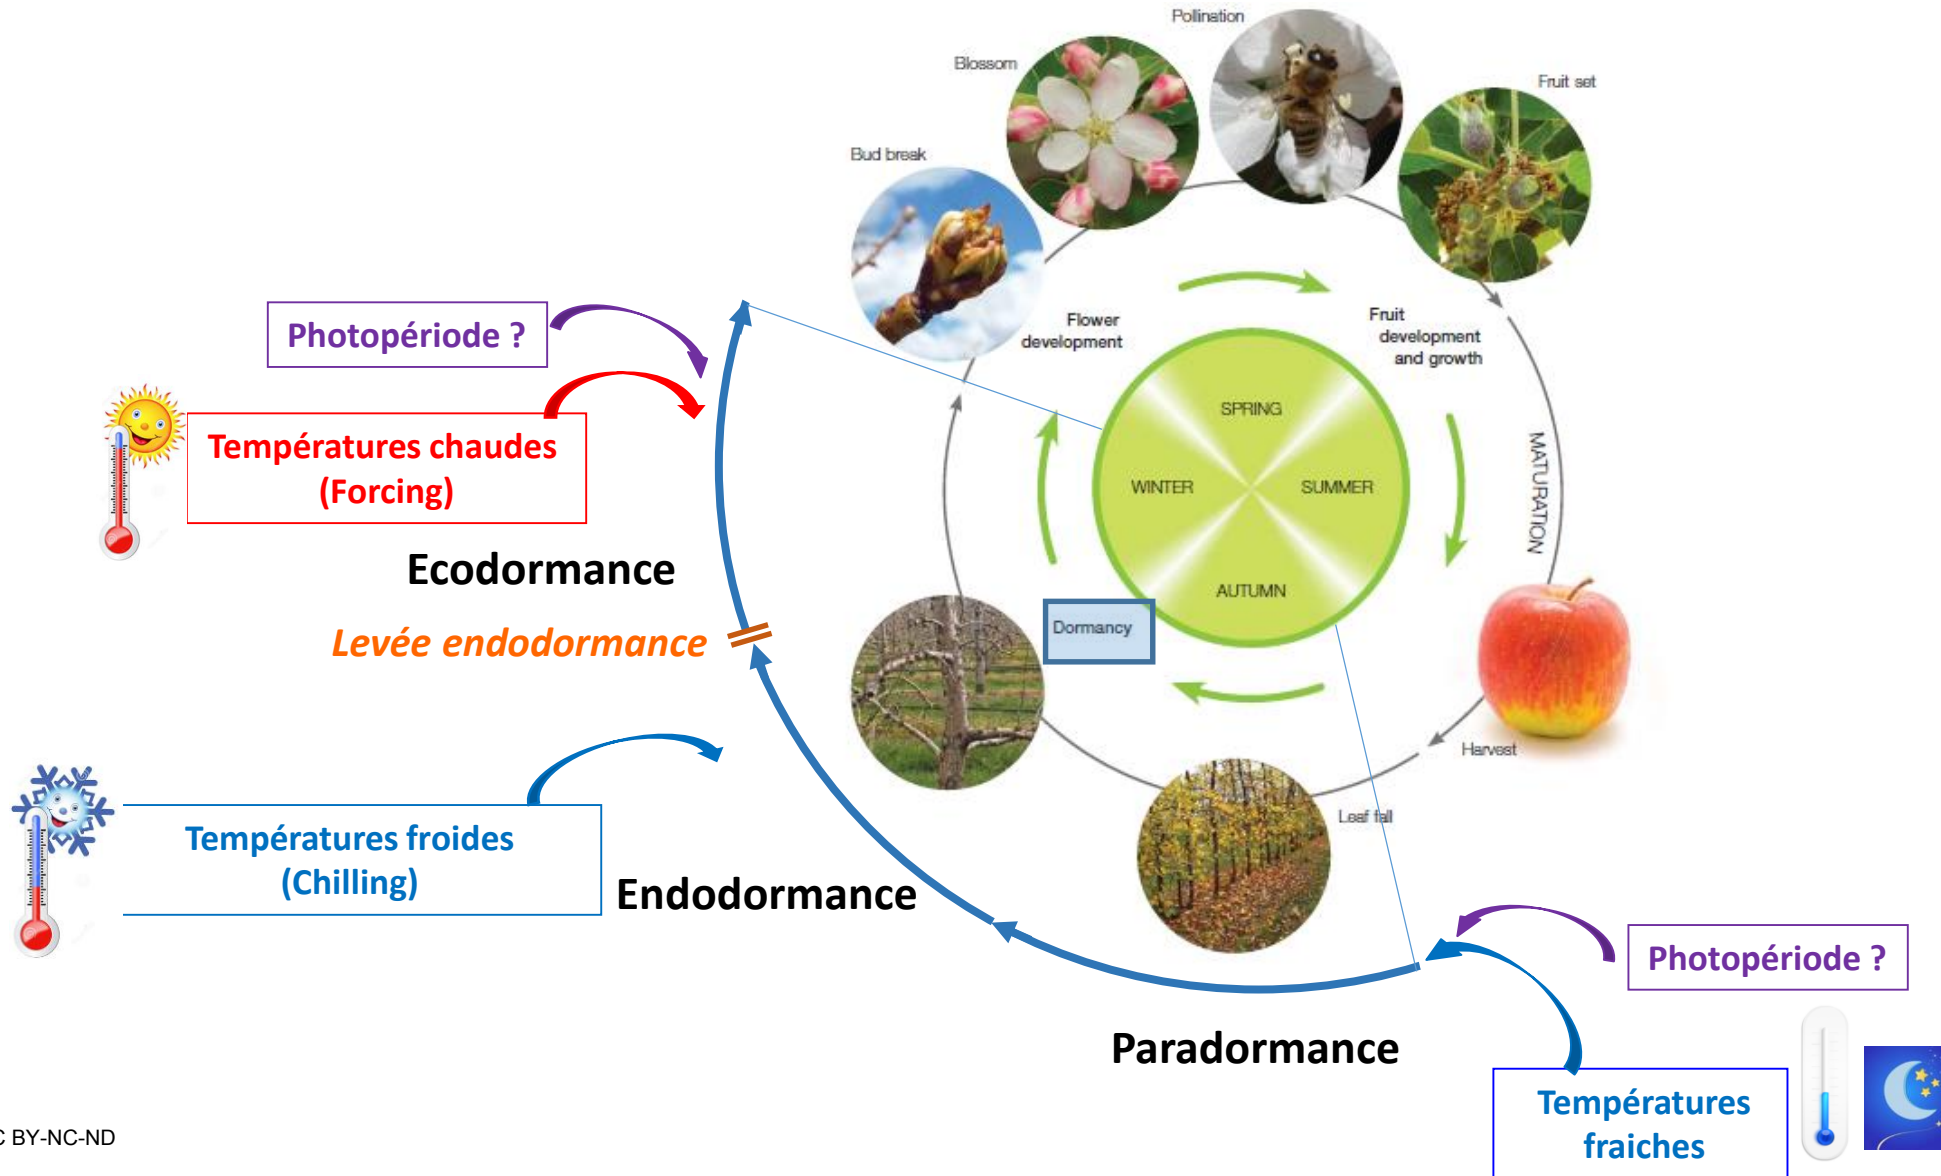 Pollination
Blossom
Fruit set
Bud break
Photopériode ?
Flower
development
Fruit
development
and growth
Températures chaudes
(Forcing)
SPRING
WINTER
SUMMER
AUTUMN
MATURATION
Ecodormance
Levée endodormance
Dormancy
Harvest
Leaf fall
Températures froides
(Chilling)
Endodormance
Photopériode ?
Paradormance
Températures
fraiches
BY-NC-ND